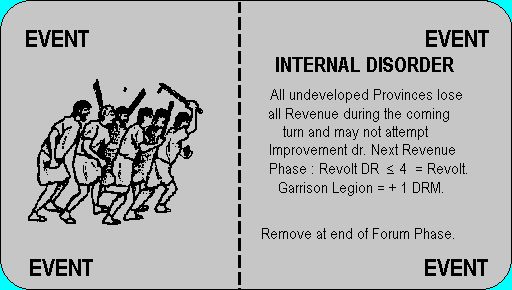 EVENT
EVENT
INTERNAL DISORDER
All undeveloped Provinces lose
all Revenue during the coming
turn and may not attempt
Improvement dr. Next Revenue
Phase : Revolt DR ≤ 4 = Revolt.
Garrison Legion = + 1 DRM.
Remove at end of Forum Phase.
EVENT
EVENT